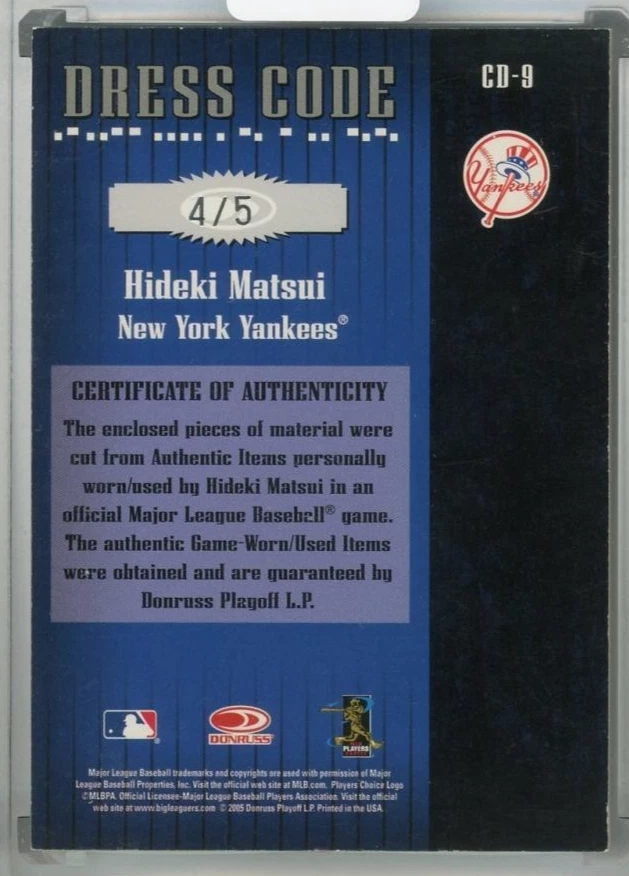 DRESS CODE
CD-9
Yankees
4/5
Hideki Matsui
New York Yankees®
CERTIFICATE OF AUTHENTICITY
The enclosed pieces of material were
cut from Authentic Items personally
worn/used by Hideki Matsui in an
official Major League Baseball® game.
The authentic Game-Worn/Used Items
were obtained and are guaranteed by
Donruss Playoff L.P.
DONRUSS
PLAYERS
Major League Baseball trademarks and copyrights are used with permission of Major
League Baseball Properties, Inc. Visit the official web site at MLB.com. Players Choice Logo
©MLBPA. Official Licensee-Major League Baseball Players Association. Visit the official
web site at www.bigleaguers.com © 2005 Donruss Playoff L.P. Printed in the USA.